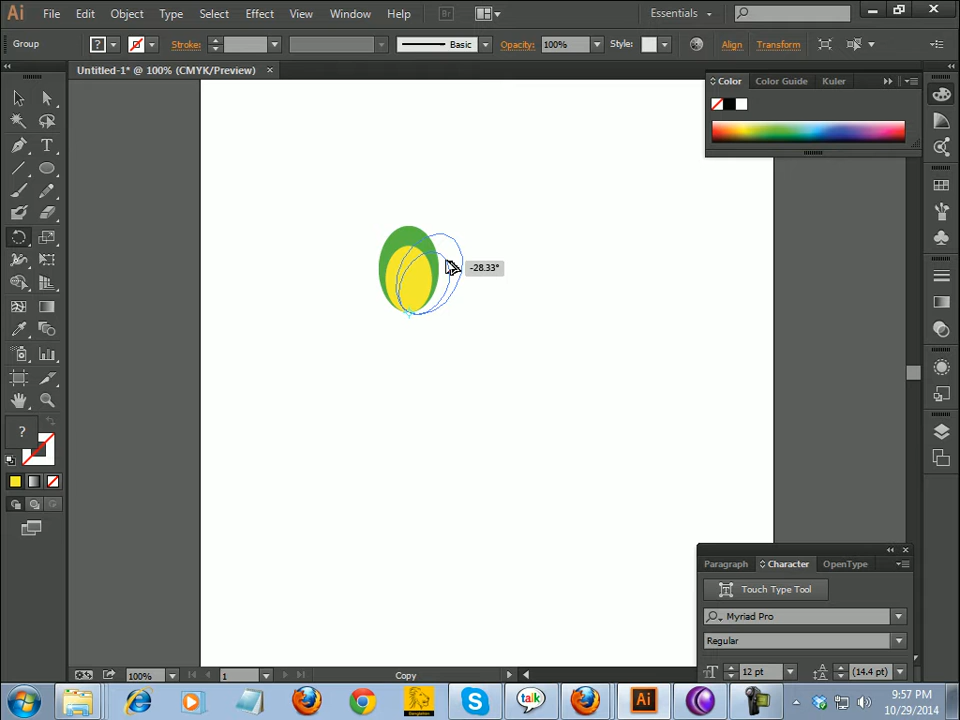 Ai File Edit Object Type Select Effect View Window Help Br Essentials
Group ? Stroke: Basic Opacity: 100% Style: Align Transform
Untitled-1* @ 100% (CMYK/Preview) ×
Color Color Guide Kuler
T
-28.33°
?
Paragraph Character OpenType
Touch Type Tool
Myriad Pro
Regular
12 pt (14.4 pt)
100% 1 Copy
talk Ai 9:57 PM
10/29/2014